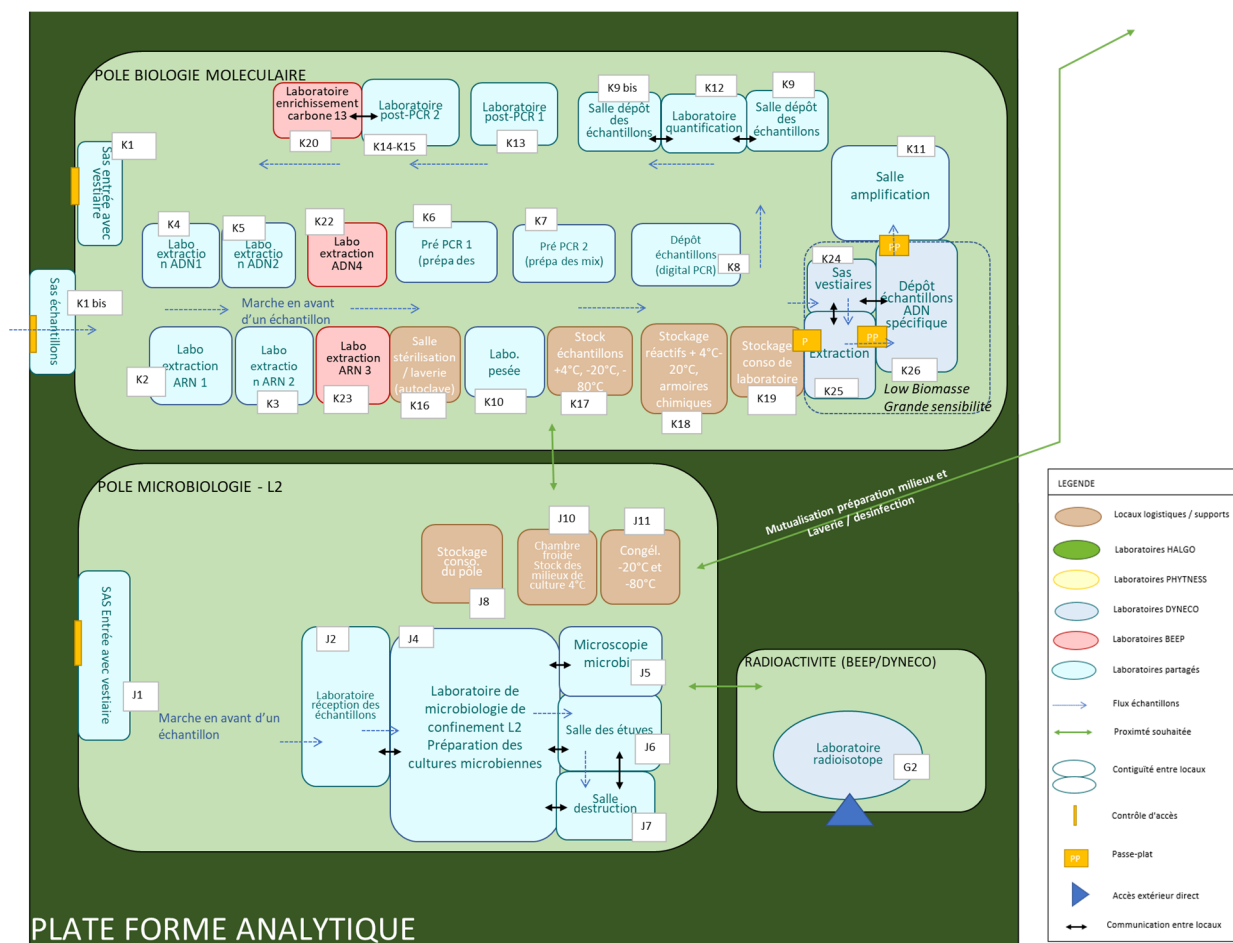 POLE BIOLOGIE MOLECULAIRE
K1
Sas entrée avec
vestiaire
Laboratoire
enrichissement
carbone 13
K20
Laboratoire
post-PCR 2
K14-K15
Laboratoire
post-PCR 1
K13
K9 bis
Salle dépôt
des
échantillons
K12
Laboratoire
quantification
K9
Salle dépôt
des
échantillons
K11
Salle
amplification
K4
Labo
extractio
n ADN1
K5
Labo
extractio
n ADN2
K22
Labo
extraction
ADN4
K6
Pré PCR 1
(prépa des
K7
Pré PCR 2
(prépa des mix)
Dépôt
échantillons
(digital PCR)
K8
PP
K24
Sas
vestiaires
Dépôt
échantillons
ADN
spécifique
K26
P
PP
Extraction
K25
Low Biomasse
Grande sensibilité
Sas échantillons
K1 bis
Marche en avant
d'un échantillon
Labo
extraction
ARN 1
K2
Labo
extractio
n ARN 2
K3
Labo
extraction
ARN 3
K23
Salle
stérilisation
/ laverie
(autoclave)
K16
Labo.
pesée
K10
Stock
échantillons
+4°C, -20°C, -
80°C
K17
Stockage
réactifs + 4°C-
20°C,
armoires
chimiques
K18
Stockage
conso de
laboratoire
K19
POLE MICROBIOLOGIE - L2
Mutualisation préparation milieux et
Laverie / desinfection
Stockage
conso.
du pôle
J8
J10
Chambre
froide
Stock des
milieux de
culture 4°C
J11
Congél.
-20°C et
-80°C
SAS Entrée avec vestiaire
J1
Marche en avant d'un
échantillon
J2
Laboratoire
réception des
échantillons
J4
Laboratoire de
microbiologie de
confinement L2
Préparation des
cultures microbiennes
Microscopie
microbi
J5
Salle des étuves
J6
Salle
destruction
J7
RADIOACTIVITE (BEEP/DYNECO)
Laboratoire
radioisotope
G2
LEGENDE
Locaux logistiques / supports
Laboratoires HALGO
Laboratoires PHYTNESS
Laboratoires DYNECO
Laboratoires BEEP
Laboratoires partagés
Flux échantillons
Proximté souhaitée
Contiguïté entre locaux
Contrôle d'accès
PP
Passe-plat
Accès extérieur direct
Communication entre locaux
PLATE FORME ANALYTIQUE